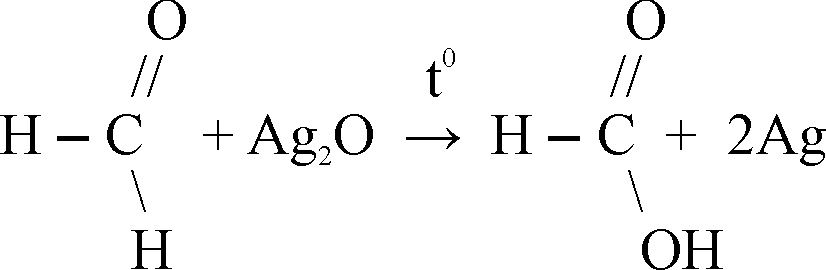 O O
// t⁰ //
H – C + Ag₂O → H – C + 2Ag
\ \
H OH